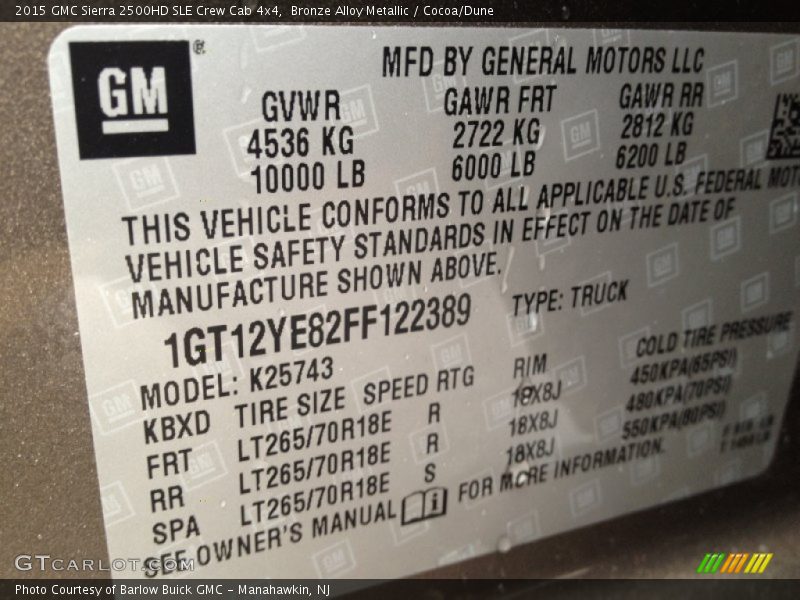 2015 GMC Sierra 2500HD SLE Crew Cab 4x4, Bronze Alloy Metallic / Cocoa/Dune
GM ®
MFD BY GENERAL MOTORS LLC
GVWR GAWR FRT GAWR RR
4536 KG 2722 KG 2812 KG
10000 LB 6000 LB 6200 LB
THIS VEHICLE CONFORMS TO ALL APPLICABLE U.S. FEDERAL MOT
VEHICLE SAFETY STANDARDS IN EFFECT ON THE DATE OF
MANUFACTURE SHOWN ABOVE.
1GT12YE82FF122389 TYPE: TRUCK
MODEL: K25743
KBXD TIRE SIZE SPEED RTG RIM COLD TIRE PRESSURE
FRT LT265/70R18E R 18X8J 450KPA(65PSI)
RR LT265/70R18E R 18X8J 480KPA(70PSI)
SPA LT265/70R18E S 18X8J 550KPA(80PSI)
SEE OWNER'S MANUAL FOR MORE INFORMATION.
GTCARLOT.COM
Photo Courtesy of Barlow Buick GMC - Manahawkin, NJ